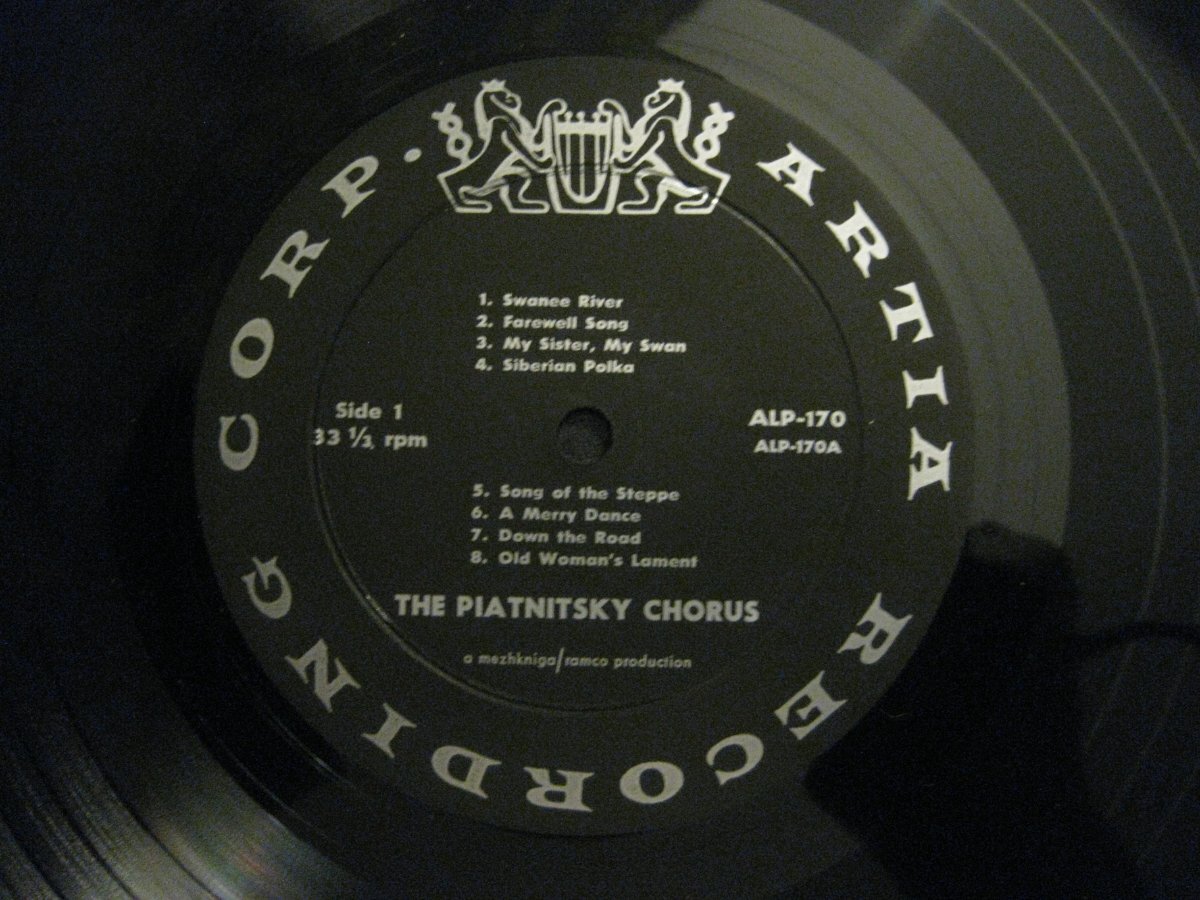 ARTIA RECORDING CORP.
1. Swanee River
2. Farewell Song
3. My Sister, My Swan
4. Siberian Polka
Side 1
33 ⅓ rpm
ALP-170
ALP-170A
5. Song of the Steppe
6. A Merry Dance
7. Down the Road
8. Old Woman's Lament
THE PIATNITSKY CHORUS
a mezhkniga/ramco production